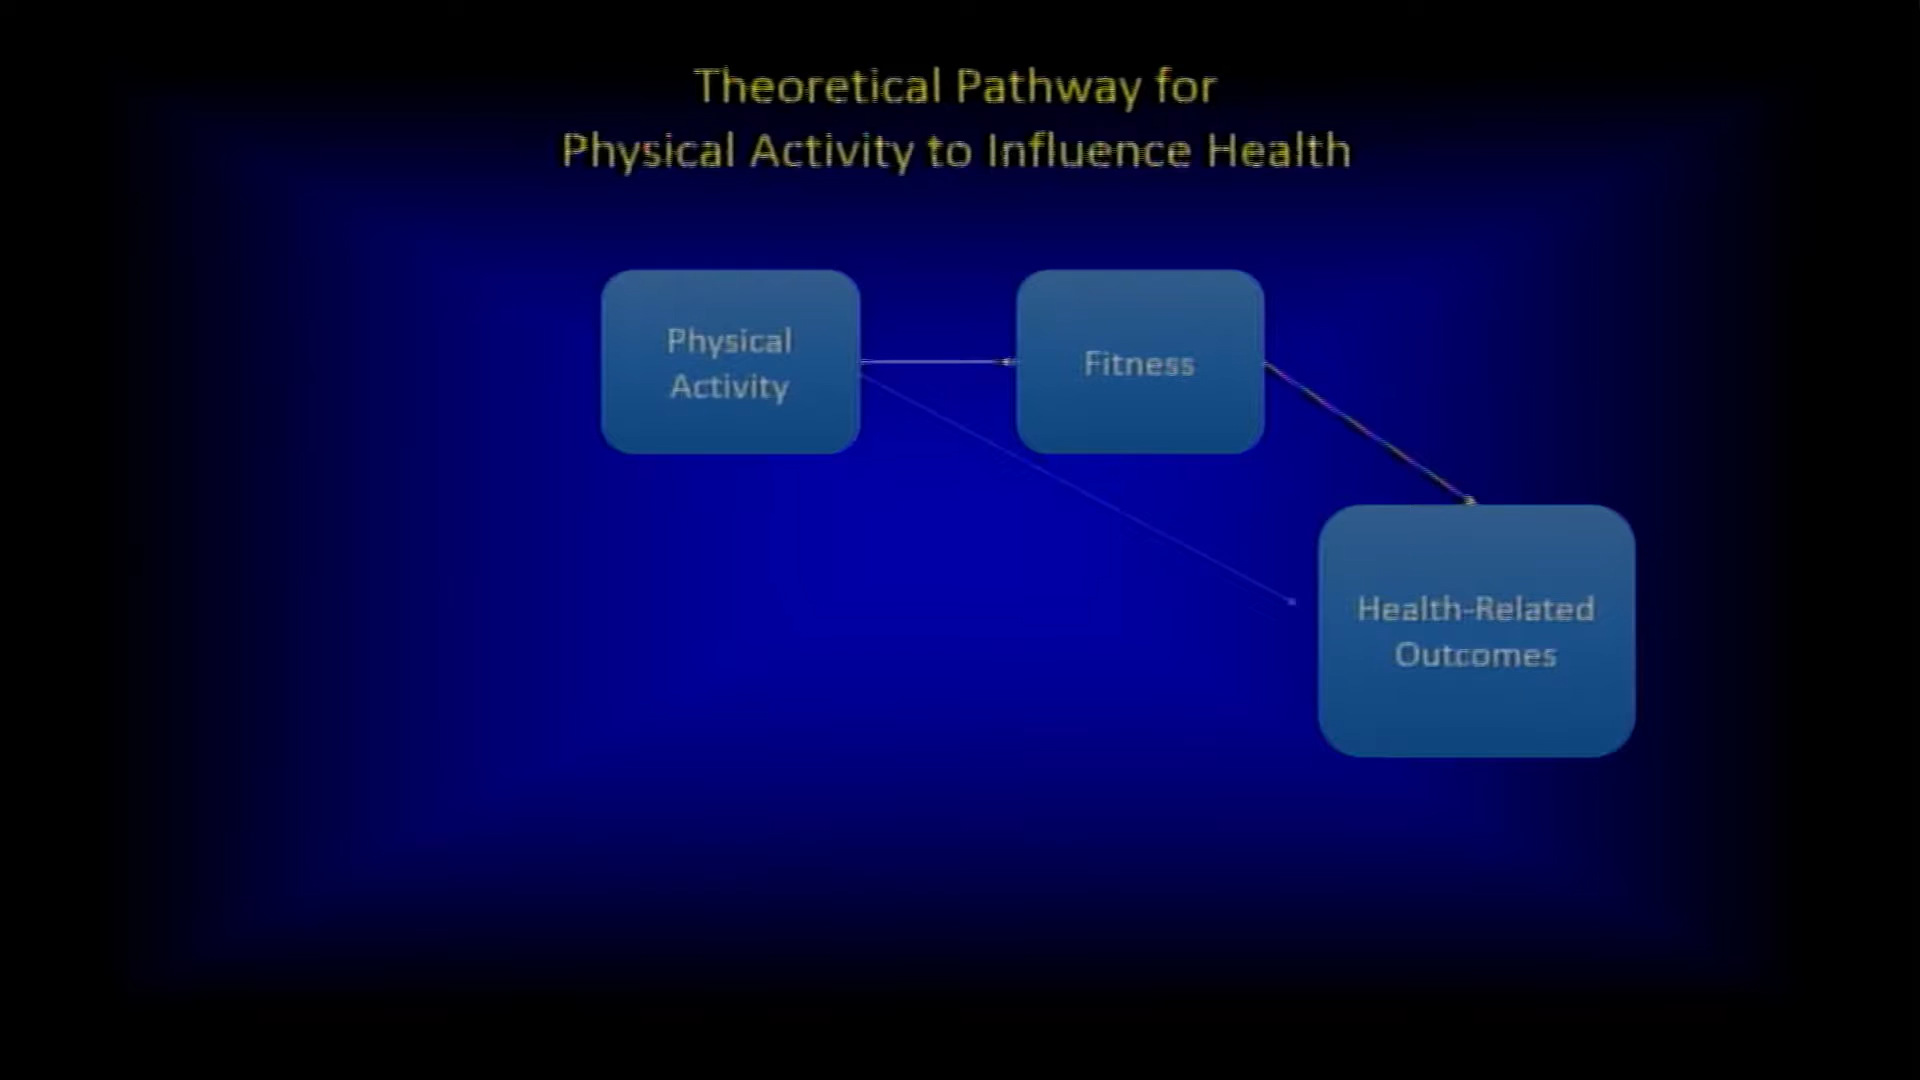 Theoretical Pathway for
Physical Activity to Influence Health
Physical
Activity
Fitness
Health-Related
Outcomes